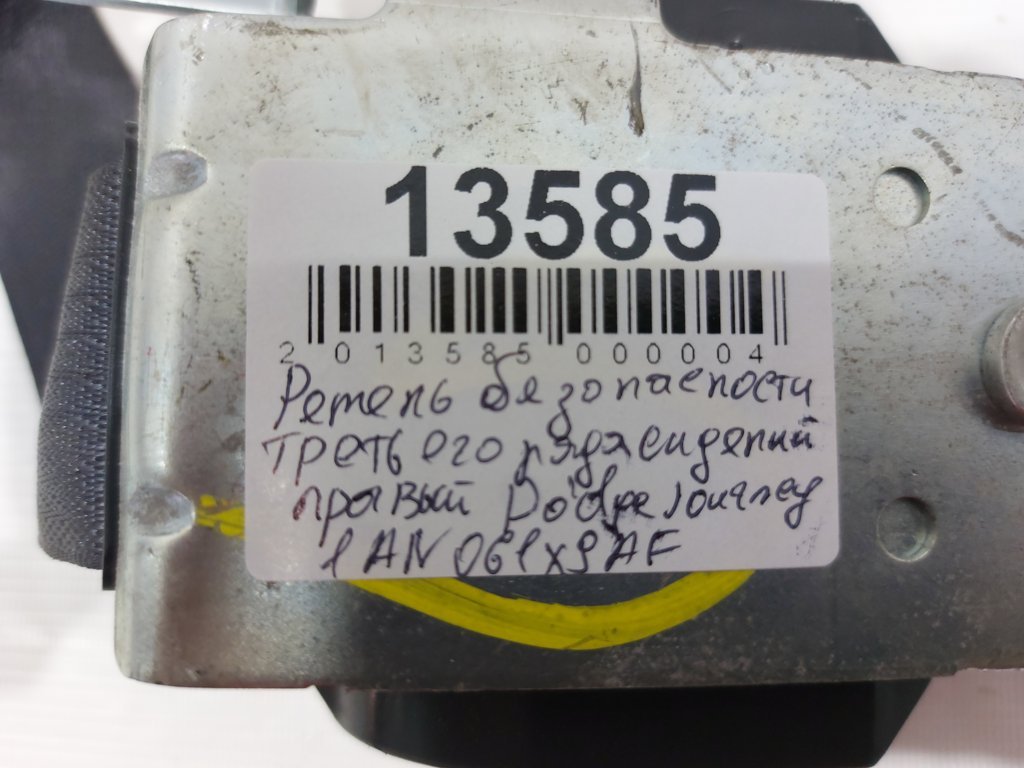 13585
2 013585 000004
Ремень безопасности
третьего ряда сидений
правый Dodge Journey
1AN061X9AF